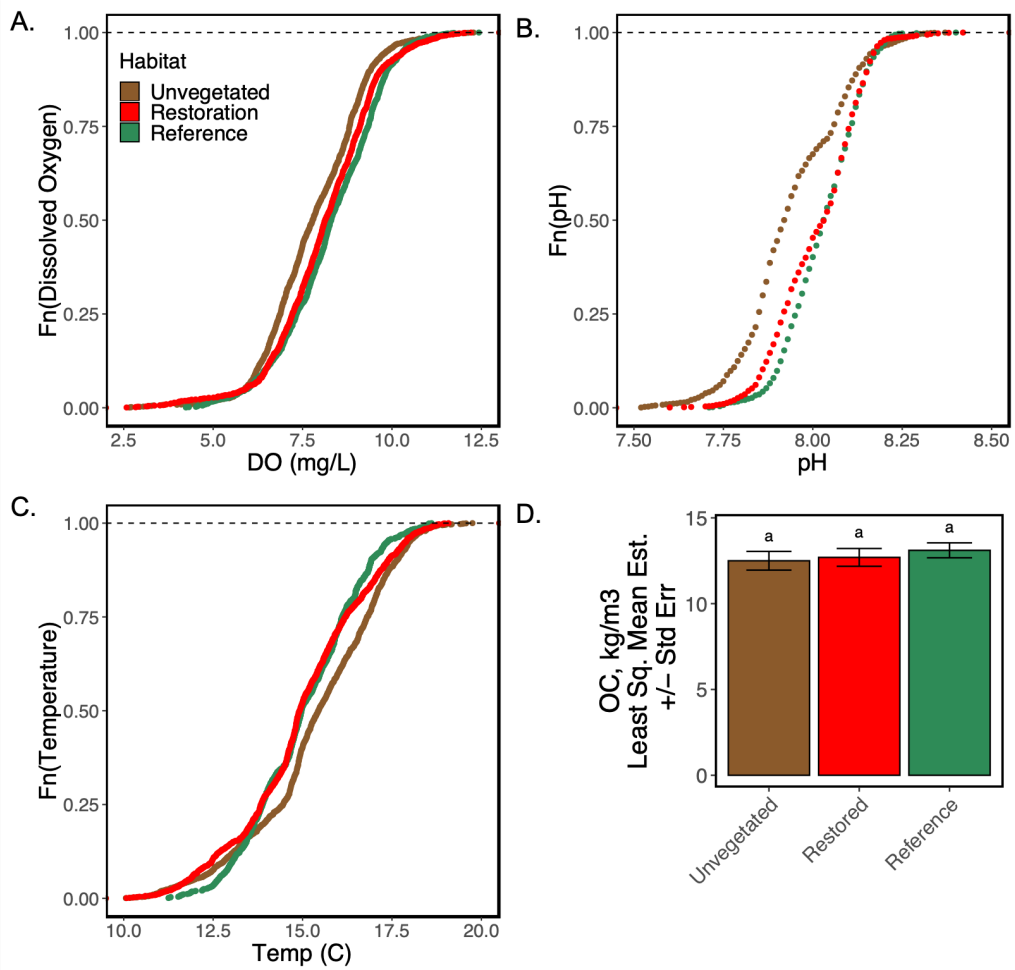 A.
Fn(Dissolved Oxygen)
1.00
0.75
0.50
0.25
0.00
Habitat
Unvegetated
Restoration
Reference
2.5 5.0 7.5 10.0 12.5
DO (mg/L)
B.
Fn(pH)
1.00
0.75
0.50
0.25
0.00
7.50 7.75 8.00 8.25 8.50
pH
C.
Fn(Temperature)
1.00
0.75
0.50
0.25
0.00
10.0 12.5 15.0 17.5 20.0
Temp (C)
D.
OC, kg/m3
Least Sq. Mean Est.
+/− Std Err
15
10
5
0
a a a
Unvegetated
Restored
Reference